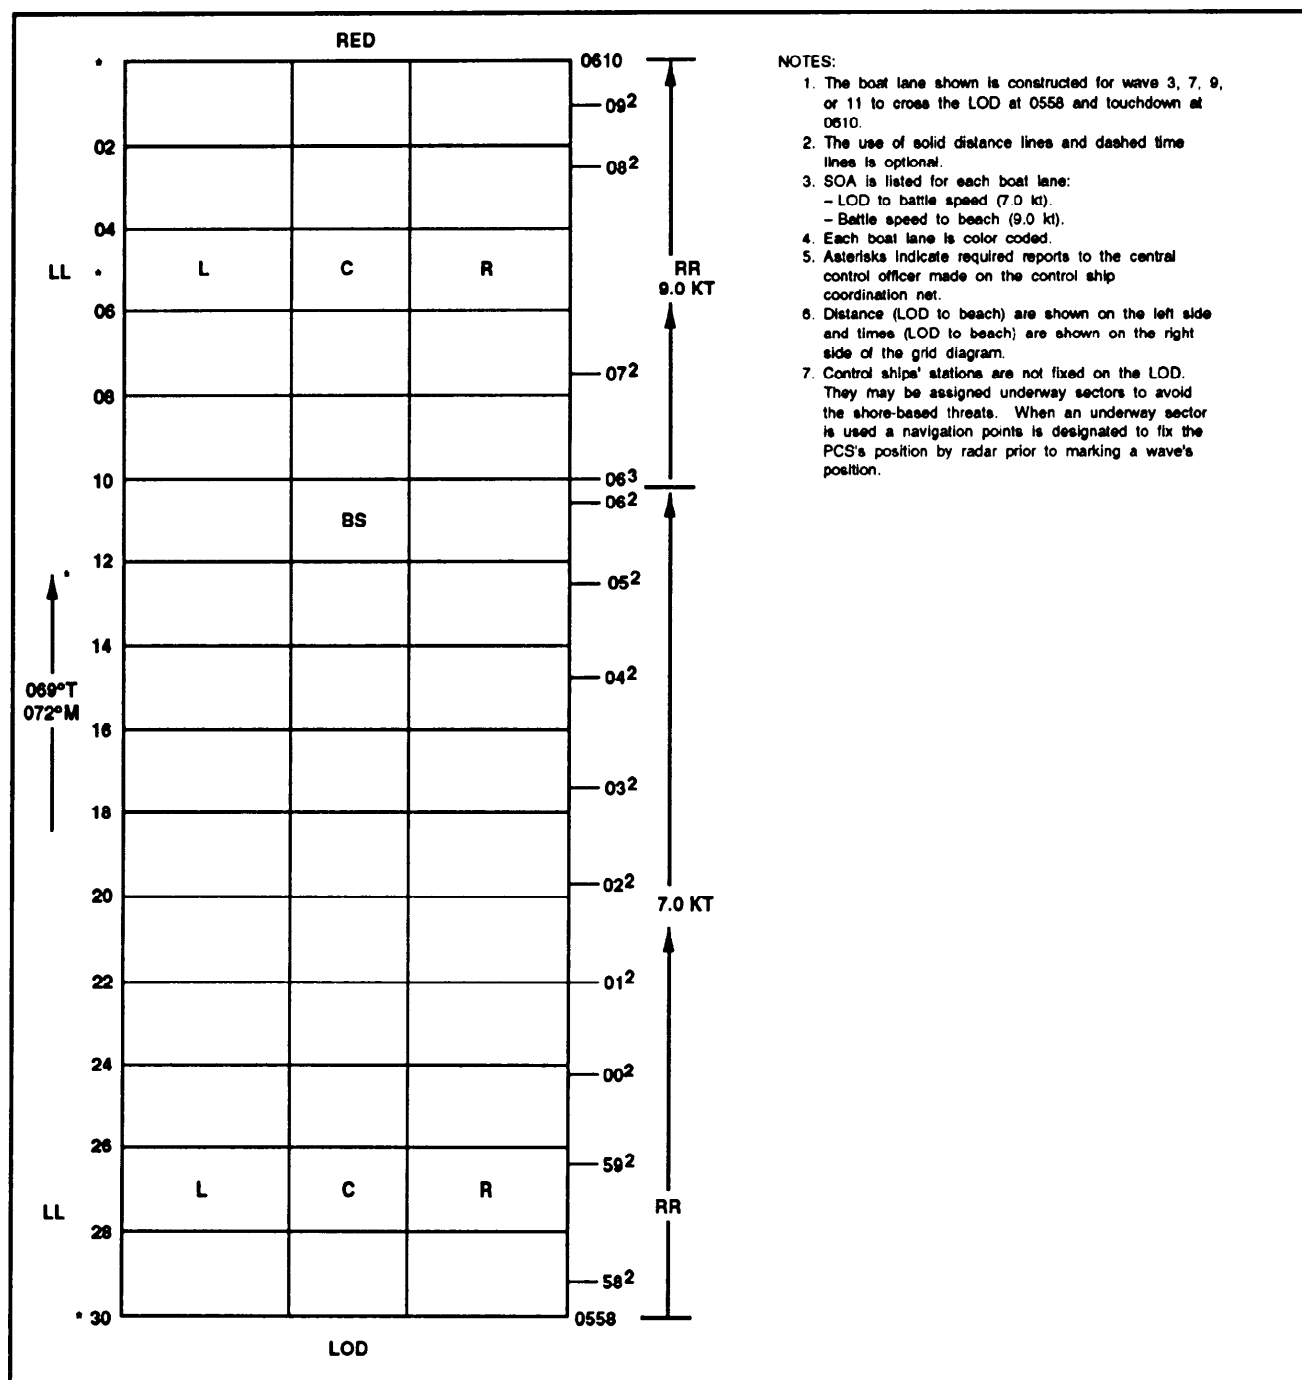 RED
* 0610
09²
02
08²
04
LL * L C R RR
9.0 KT
06
07²
08
10 06³
06²
BS
12
* 05²
14
04²
069°T
072°M
16
03²
18
02²
20
7.0 KT
22 01²
24
00²
26
59²
L C R
LL RR
28
58²
* 30 0558
LOD
NOTES:
1. The boat lane shown is constructed for wave 3, 7, 9,
or 11 to cross the LOD at 0558 and touchdown at
0610.
2. The use of solid distance lines and dashed time
lines is optional.
3. SOA is listed for each boat lane:
– LOD to battle speed (7.0 kt).
– Battle speed to beach (9.0 kt).
4. Each boat lane is color coded.
5. Asterisks indicate required reports to the central
control officer made on the control ship
coordination net.
6. Distance (LOD to beach) are shown on the left side
and times (LOD to beach) are shown on the right
side of the grid diagram.
7. Control ships' stations are not fixed on the LOD.
They may be assigned underway sectors to avoid
the shore-based threats. When an underway sector
is used a navigation points is designated to fix the
PCS's position by radar prior to marking a wave's
position.